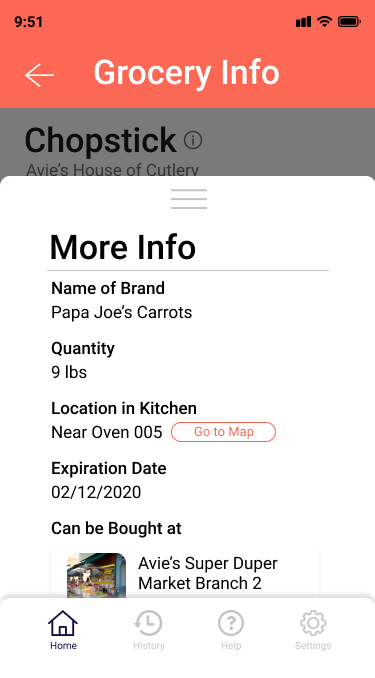 9:51
Grocery Info
Chopstick
Avie's House of Cutlery
More Info
Name of Brand
Papa Joe's Carrots
Quantity
9 lbs
Location in Kitchen
Near Oven 005 Go to Map
Expiration Date
02/12/2020
Can be Bought at
Avie's Super Duper
Market Branch 2
Home History Help Settings